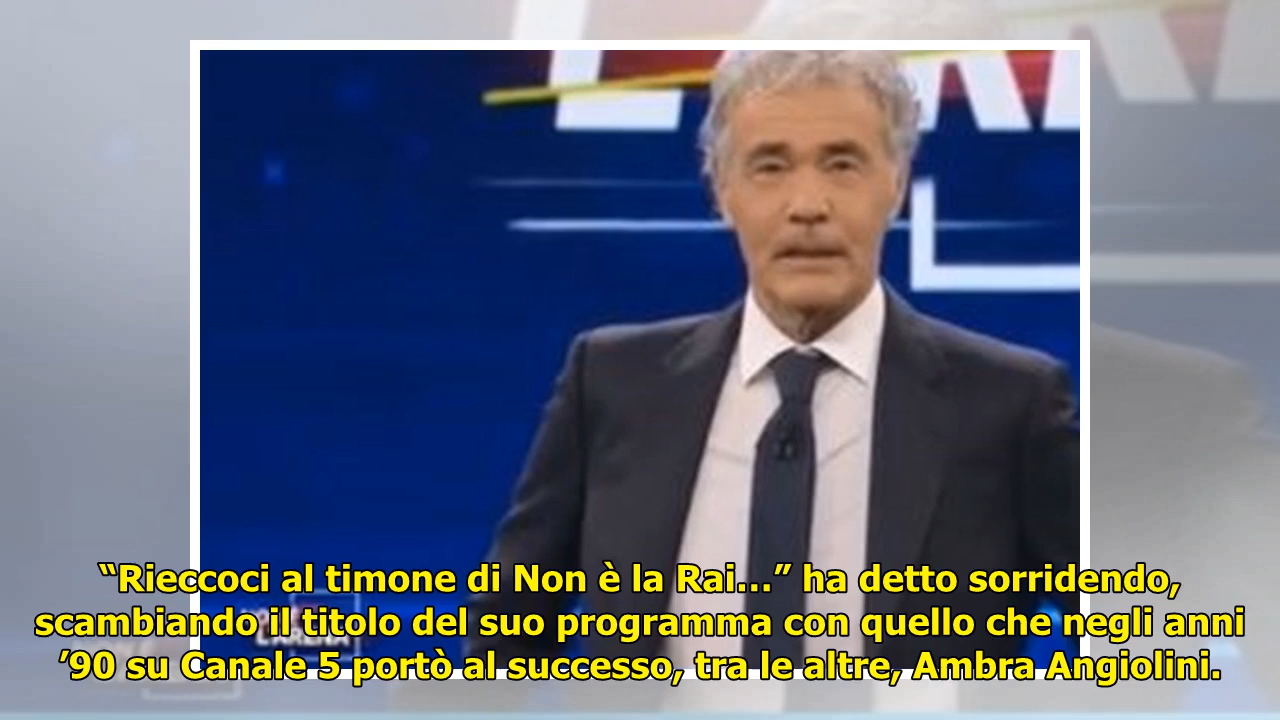 “Rieccoci al timone di Non è la Rai...” ha detto sorridendo,
scambiando il titolo del suo programma con quello che negli anni
’90 su Canale 5 portò al successo, tra le altre, Ambra Angiolini.
L'ARENA